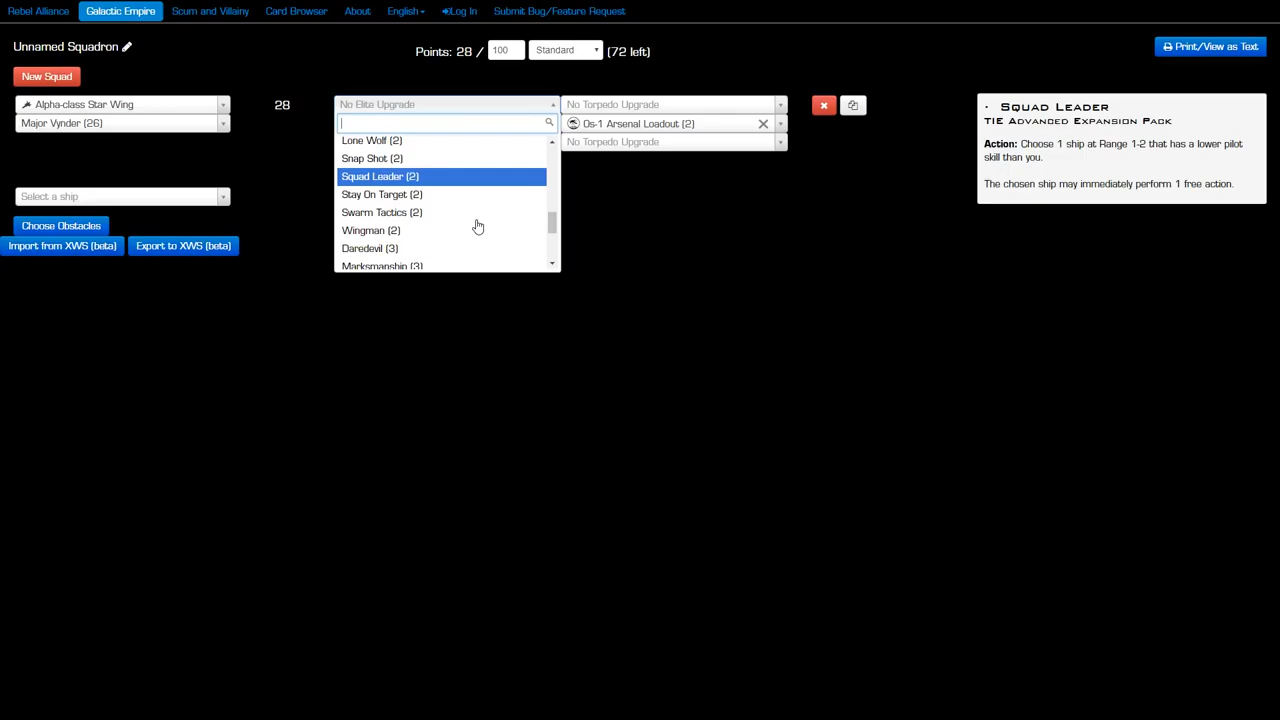 Rebel Alliance Galactic Empire Scum and Villainy Card Browser About English Log In Submit Bug/Feature Request
Unnamed Squadron
Points: 28 / 100 Standard (72 left)
Print/View as Text
New Squad
Alpha-class Star Wing
Major Vynder (26)
28
No Elite Upgrade
Lone Wolf (2)
Snap Shot (2)
Squad Leader (2)
Stay On Target (2)
Swarm Tactics (2)
Wingman (2)
Daredevil (3)
Marksmanship (3)
No Torpedo Upgrade
Os-1 Arsenal Loadout (2)
No Torpedo Upgrade
· Squad Leader
TIE Advanced Expansion Pack
Action: Choose 1 ship at Range 1-2 that has a lower pilot
skill than you.
The chosen ship may immediately perform 1 free action.
Select a ship
Choose Obstacles
Import from XWS (beta) Export to XWS (beta)